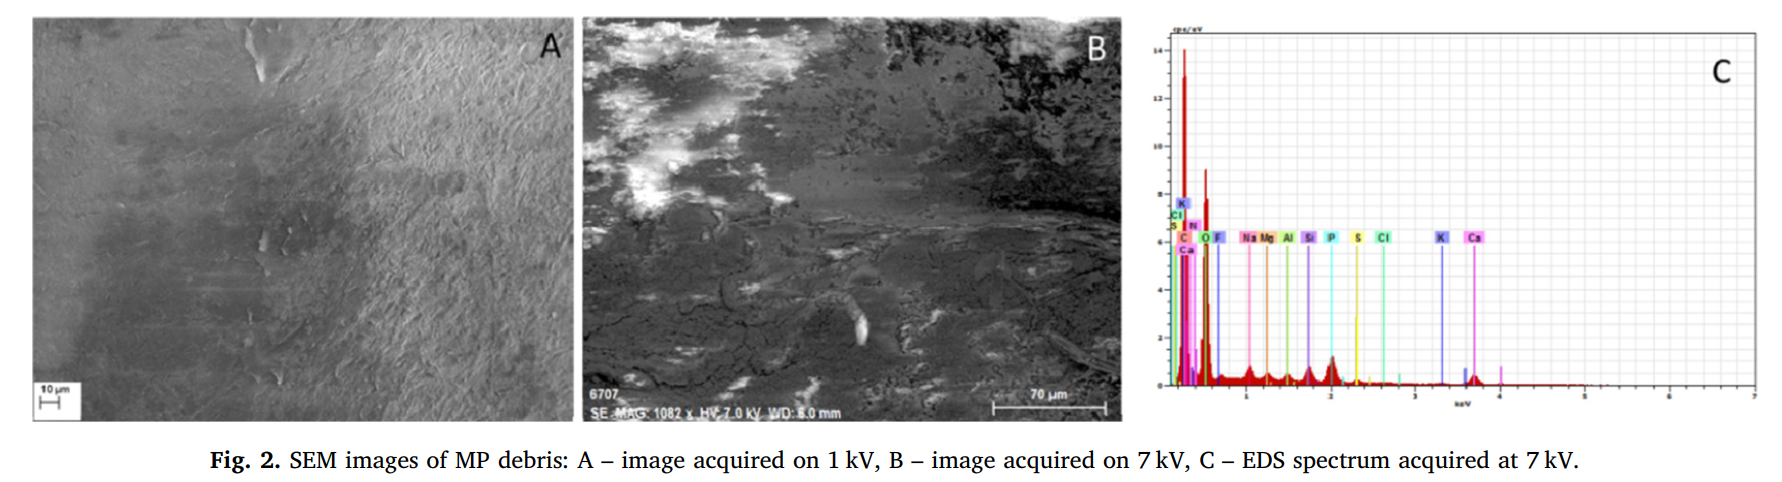 A
10 µm
B
6707
SE MAG: 1082 x HV: 7.0 kV WD: 8.0 mm
70 µm
cps/eV
C
14
12
10
8
6
4
2
0
K
Cl
S N
C O F Na Mg Al Si P S Cl K Ca
Ca
1 2 3 4 5 6 7
keV
Fig. 2. SEM images of MP debris: A – image acquired on 1 kV, B – image acquired on 7 kV, C – EDS spectrum acquired at 7 kV.